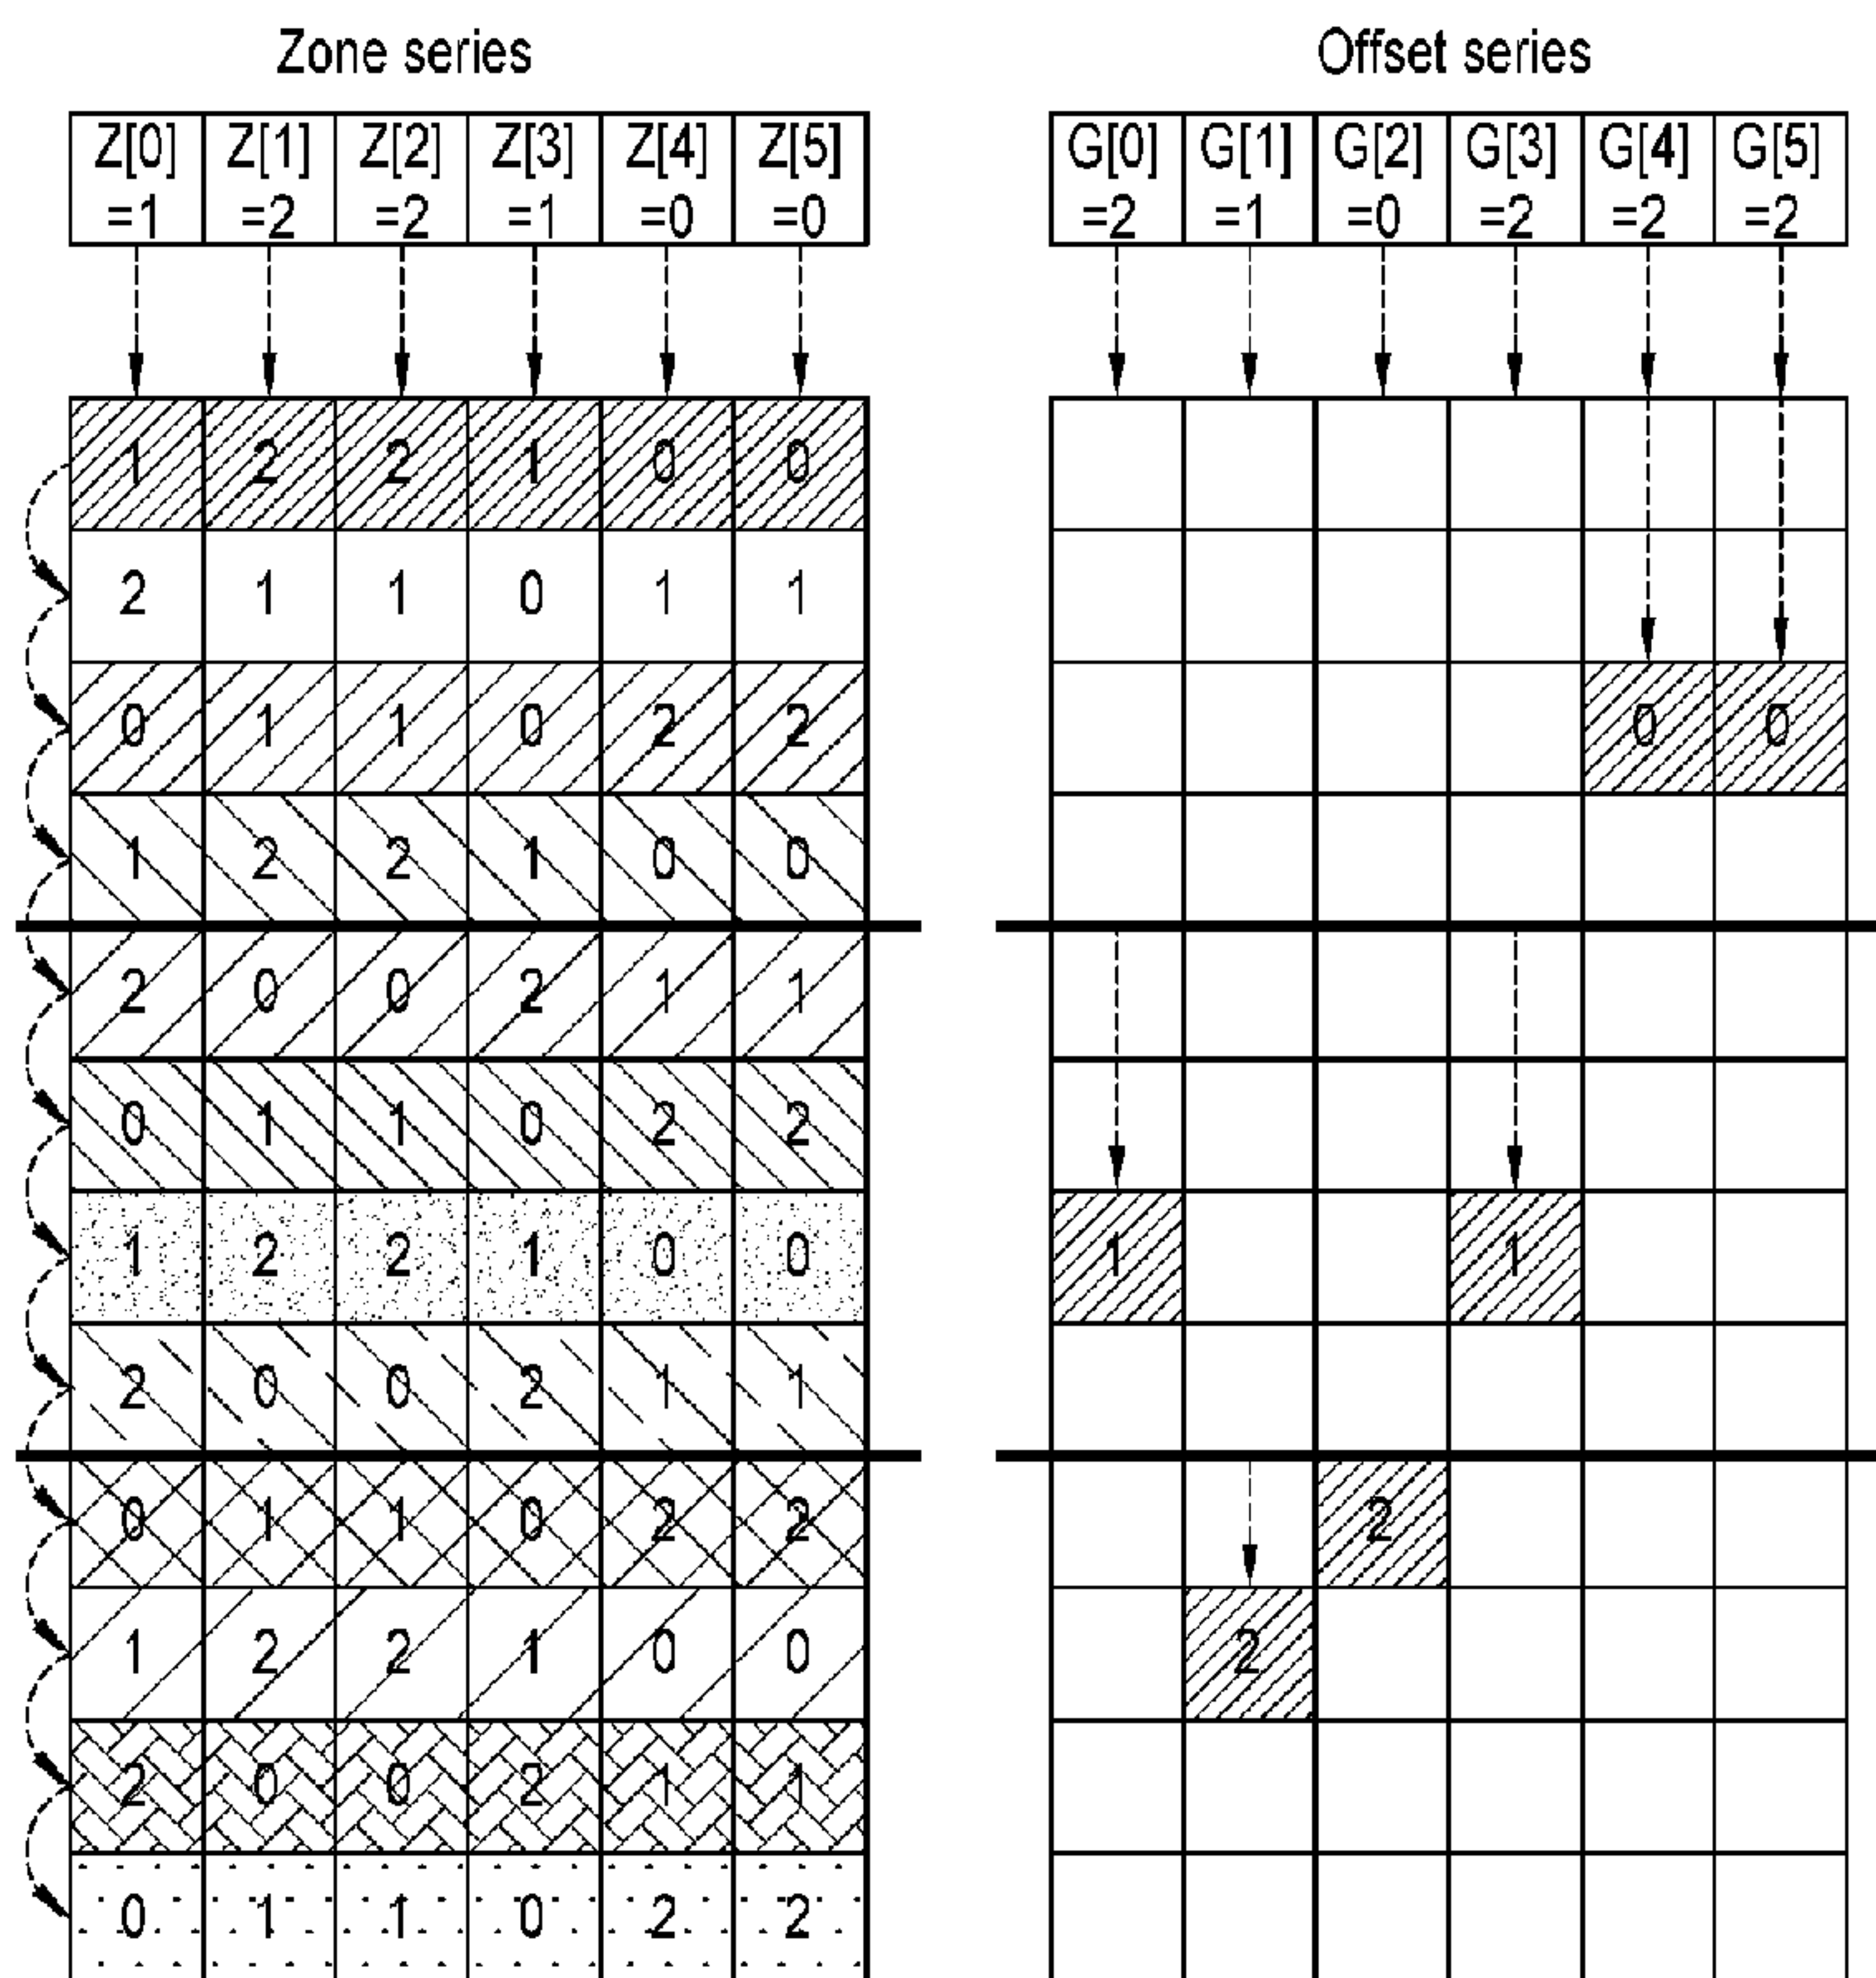 Zone series
Offset series
Z[0] Z[1] Z[2] Z[3] Z[4] Z[5]
=1 =2 =2 =1 =0 =0
G[0] G[1] G[2] G[3] G[4] G[5]
=2 =1 =0 =2 =2 =2
1 2 2 1 0 0
2 1 1 0 1 1
0 1 1 0 2 2 0 0
1 2 2 1 0 0
2 0 0 2 1 1
0 1 1 0 2 2
1 2 2 1 0 0 1 1
2 0 0 2 1 1
0 1 1 0 2 2 2
1 2 2 1 0 0 2
2 0 0 2 1 1
0 1 1 0 2 2